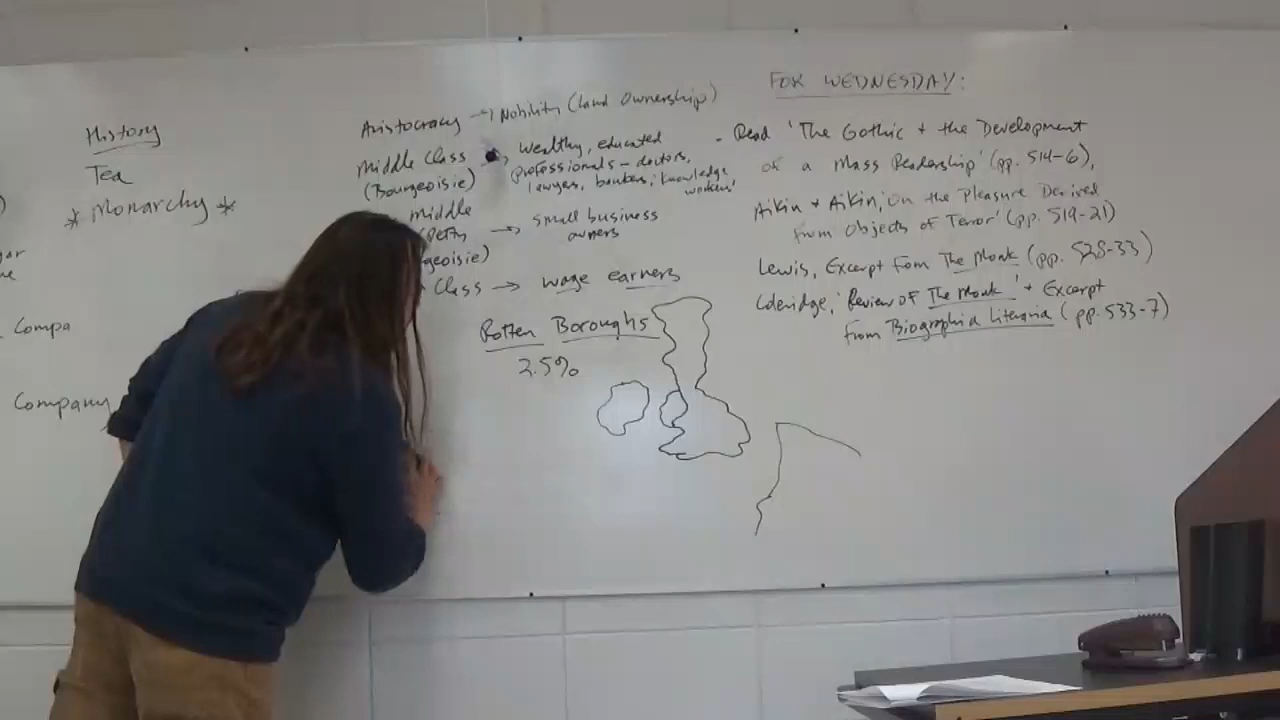 History
Tea
* Monarchy *
Compa
Company
Aristocracy → Nobility (Land Ownership)
Middle Class → Wealthy, educated
(Bourgeoisie) professionals - doctors,
lawyers, bankers, 'knowledge
workers'
middle
(Petty → small business
geoisie) owners
Class → wage earners
Rotten Boroughs
2.5%
FOR WEDNESDAY:
- Read 'The Gothic + the Development
of a Mass Readership' (pp. 514-6),
Aikin + Aikin, 'On the Pleasure Derived
from Objects of Terror' (pp. 519-21)
Lewis, Excerpt from The Monk (pp. 528-33)
Coleridge, 'Review of The Monk' + Excerpt
from Biographia Literaria (pp. 533-7)